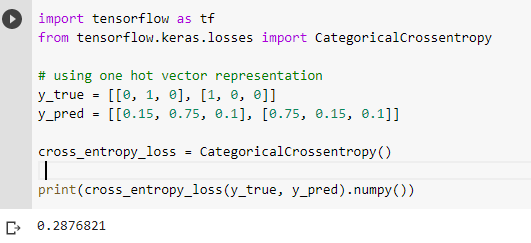 import tensorflow as tf
from tensorflow.keras.losses import CategoricalCrossentropy
# using one hot vector representation
y_true = [[0, 1, 0], [1, 0, 0]]
y_pred = [[0.15, 0.75, 0.1], [0.75, 0.15, 0.1]]
cross_entropy_loss = CategoricalCrossentropy()
print(cross_entropy_loss(y_true, y_pred).numpy())
0.2876821